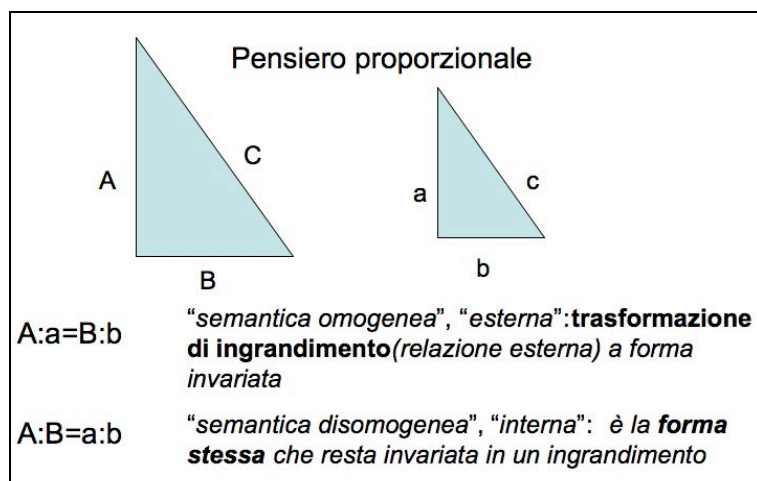 Pensiero proporzionale
A
C
B
a
c
b
A:a=B:b
“semantica omogenea”, “esterna”:trasformazione
di ingrandimento(relazione esterna) a forma
invariata
A:B=a:b
“semantica disomogenea”, “interna”: è la forma
stessa che resta invariata in un ingrandimento